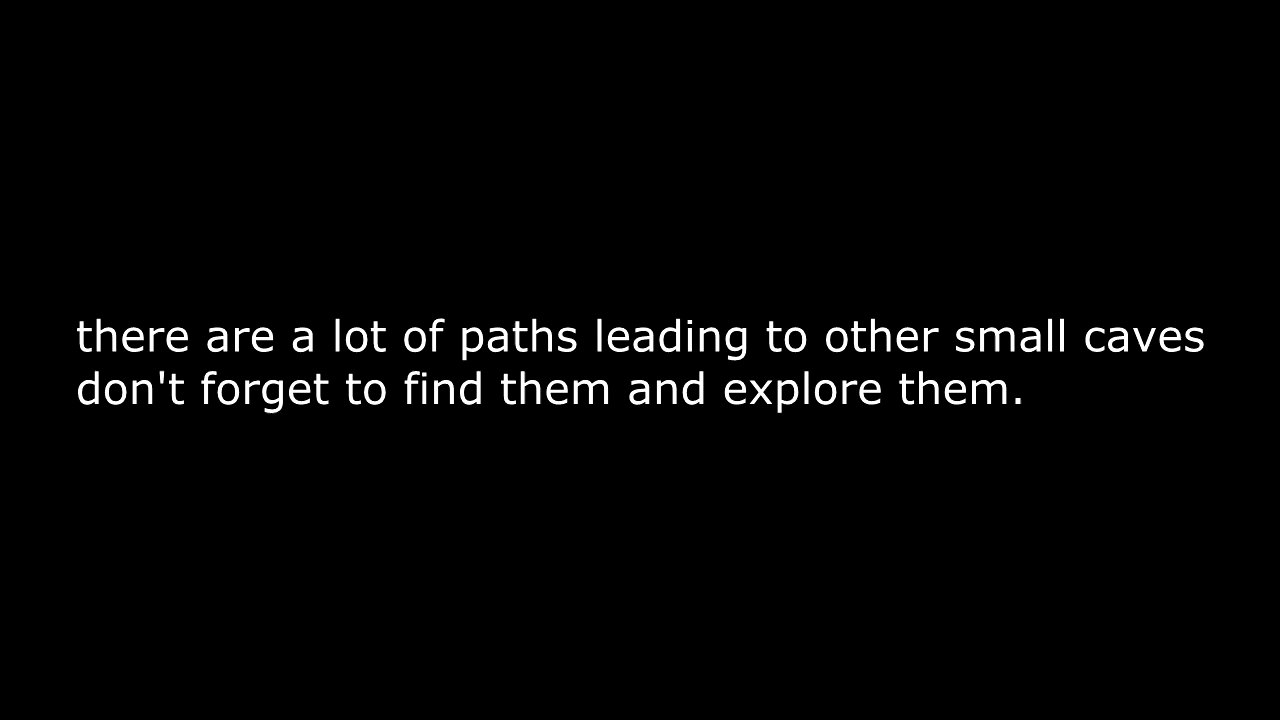 there are a lot of paths leading to other small caves
don't forget to find them and explore them.